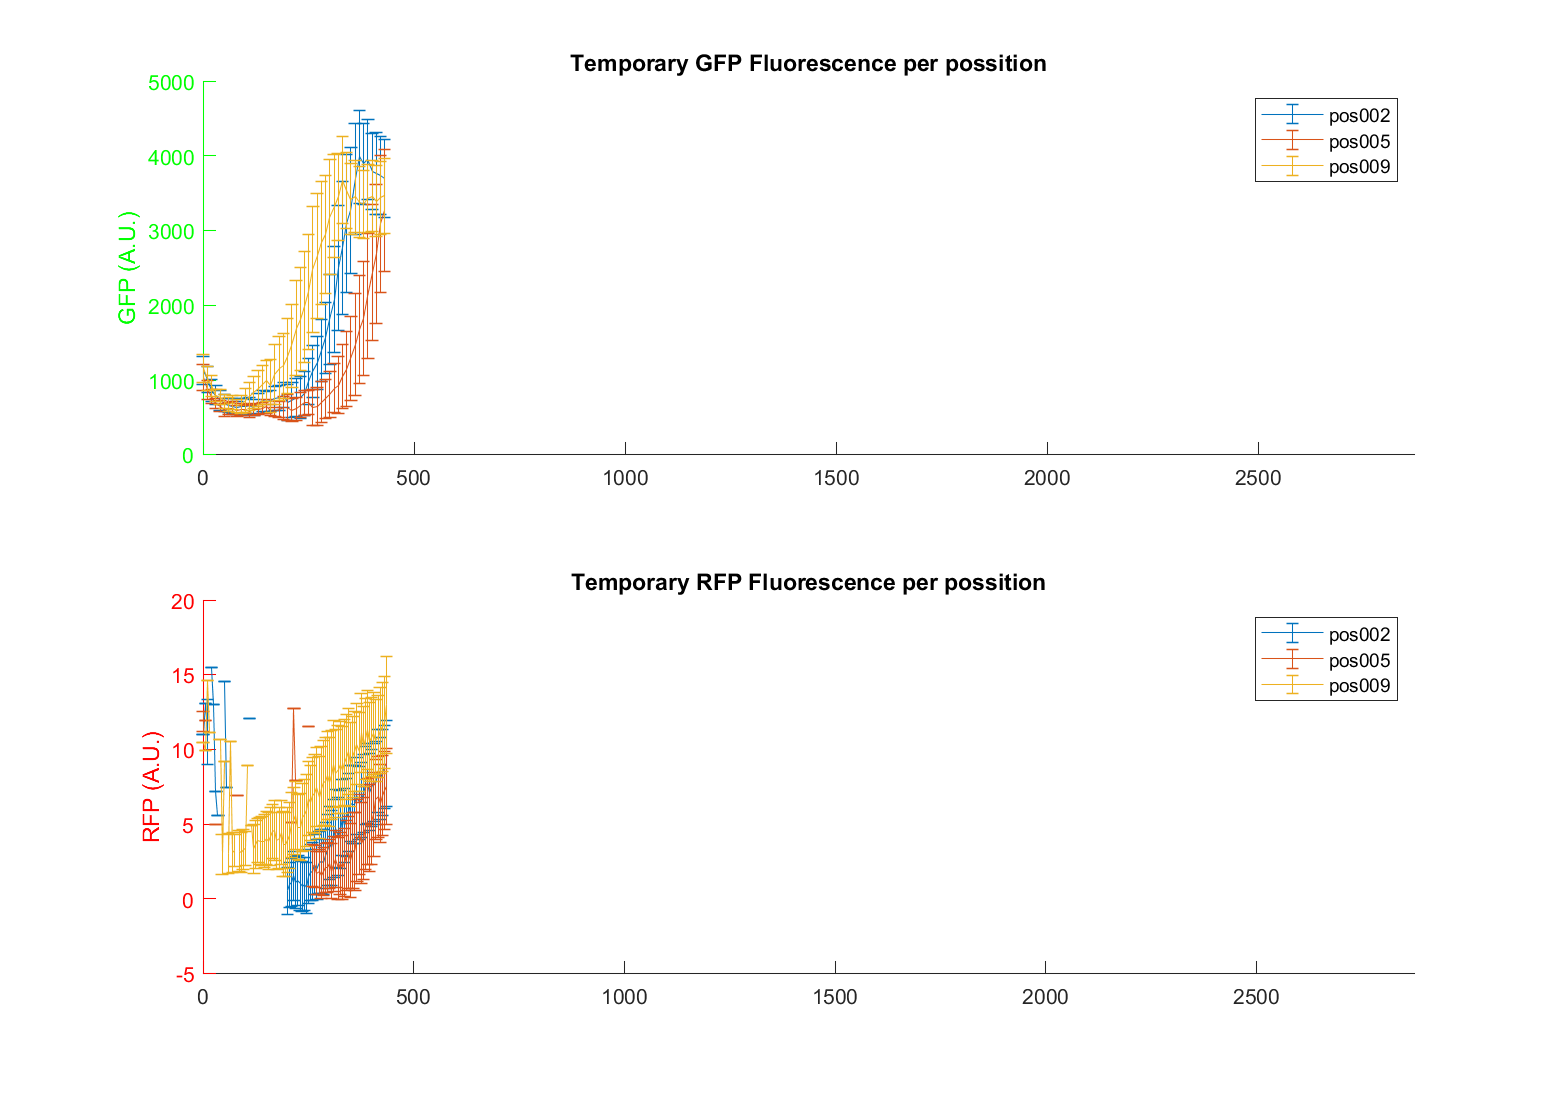 Temporary GFP Fluorescence per possition
5000
4000
3000
2000
1000
0
GFP (A.U.)
pos002
pos005
pos009
0 500 1000 1500 2000 2500
Temporary RFP Fluorescence per possition
20
15
10
5
0
-5
RFP (A.U.)
pos002
pos005
pos009
0 500 1000 1500 2000 2500